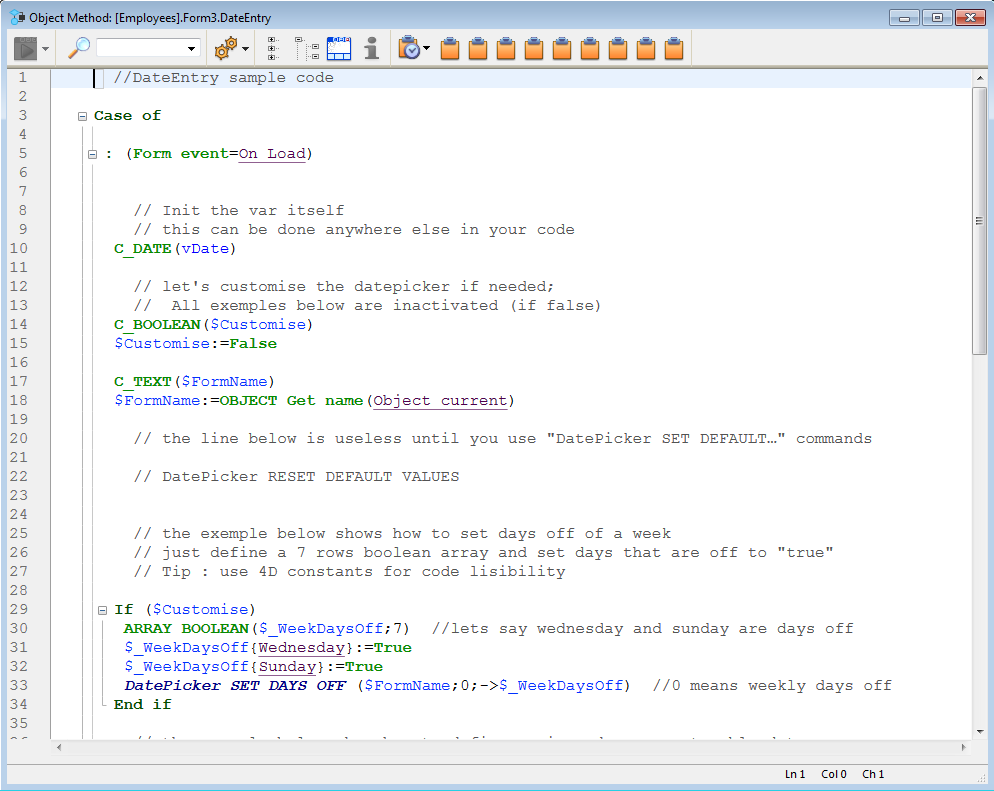 Object Method: [Employees].Form3.DateEntry
1 //DateEntry sample code
2
3 Case of
4
5 : (Form event=On Load)
6
7
8 // Init the var itself
9 // this can be done anywhere else in your code
10 C_DATE(vDate)
11
12 // let's customise the datepicker if needed;
13 //  All exemples below are inactivated (if false)
14 C_BOOLEAN($Customise)
15 $Customise:=False
16
17 C_TEXT($FormName)
18 $FormName:=OBJECT Get name(Object current)
19
20 // the line below is useless until you use "DatePicker SET DEFAULT…" commands
21
22 // DatePicker RESET DEFAULT VALUES
23
24
25 // the exemple below shows how to set days off of a week
26 // just define a 7 rows boolean array and set days that are off to "true"
27 // Tip : use 4D constants for code lisibility
28
29 If ($Customise)
30 ARRAY BOOLEAN($_WeekDaysOff;7)  //lets say wednesday and sunday are days off
31 $_WeekDaysOff{Wednesday}:=True
32 $_WeekDaysOff{Sunday}:=True
33 DatePicker SET DAYS OFF ($FormName;0;->$_WeekDaysOff)  //0 means weekly days off
34 End if
35
Ln 1 Col 0 Ch 1